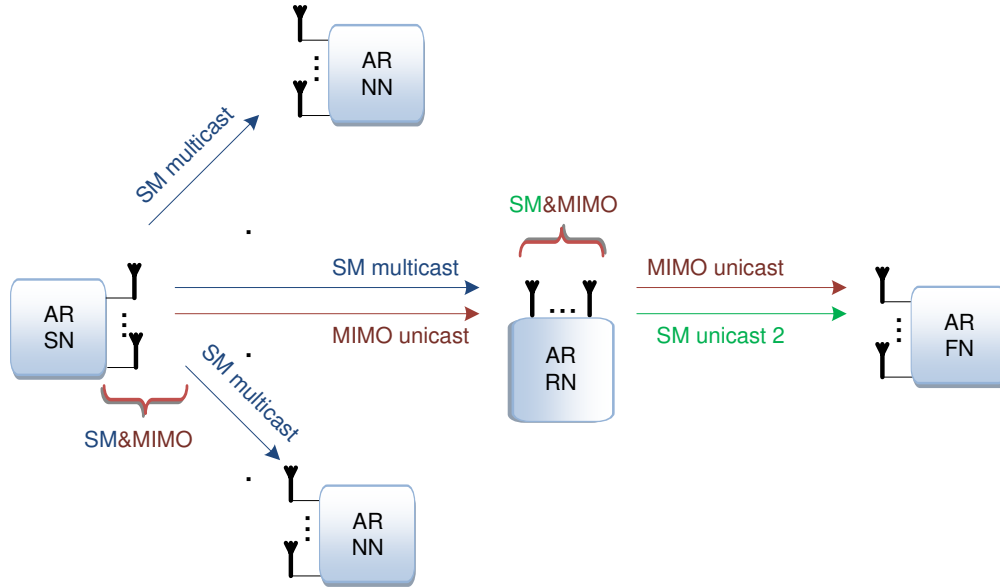 AR
NN
SM multicast
SM&MIMO
SM multicast
MIMO unicast
MIMO unicast
SM unicast 2
AR
SN
AR
RN
AR
FN
SM multicast
SM&MIMO
AR
NN